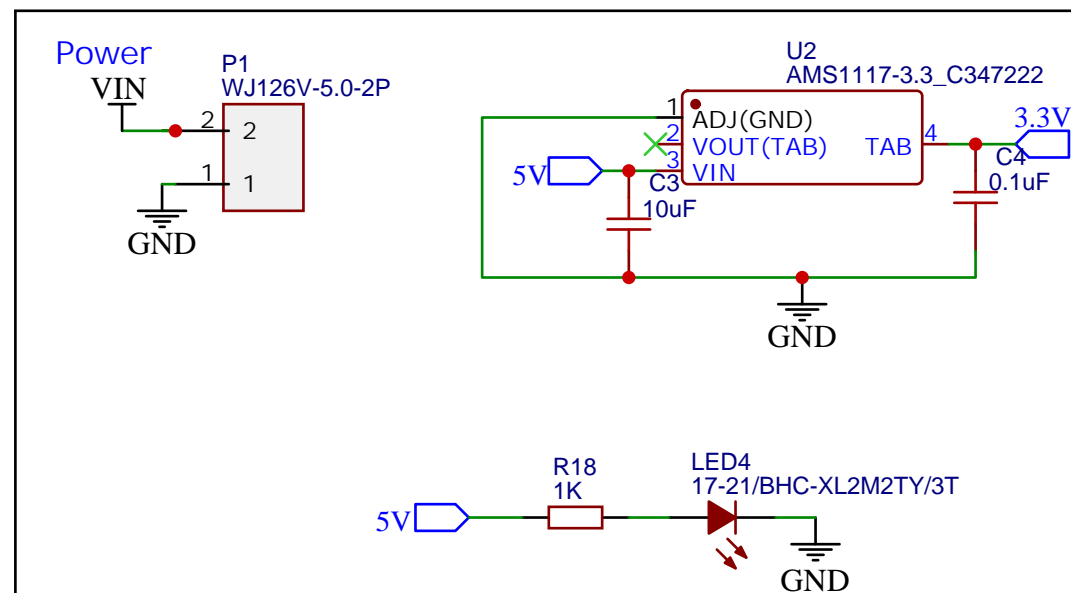 Power
VIN
P1
WJ126V-5.0-2P
2 2
1 1
GND
U2
AMS1117-3.3_C347222
1 ADJ(GND)
2 VOUT(TAB)
3 VIN
TAB 4
5V
C3
10uF
3.3V
C4
0.1uF
GND
R18
1K
LED4
17-21/BHC-XL2M2TY/3T
5V
GND